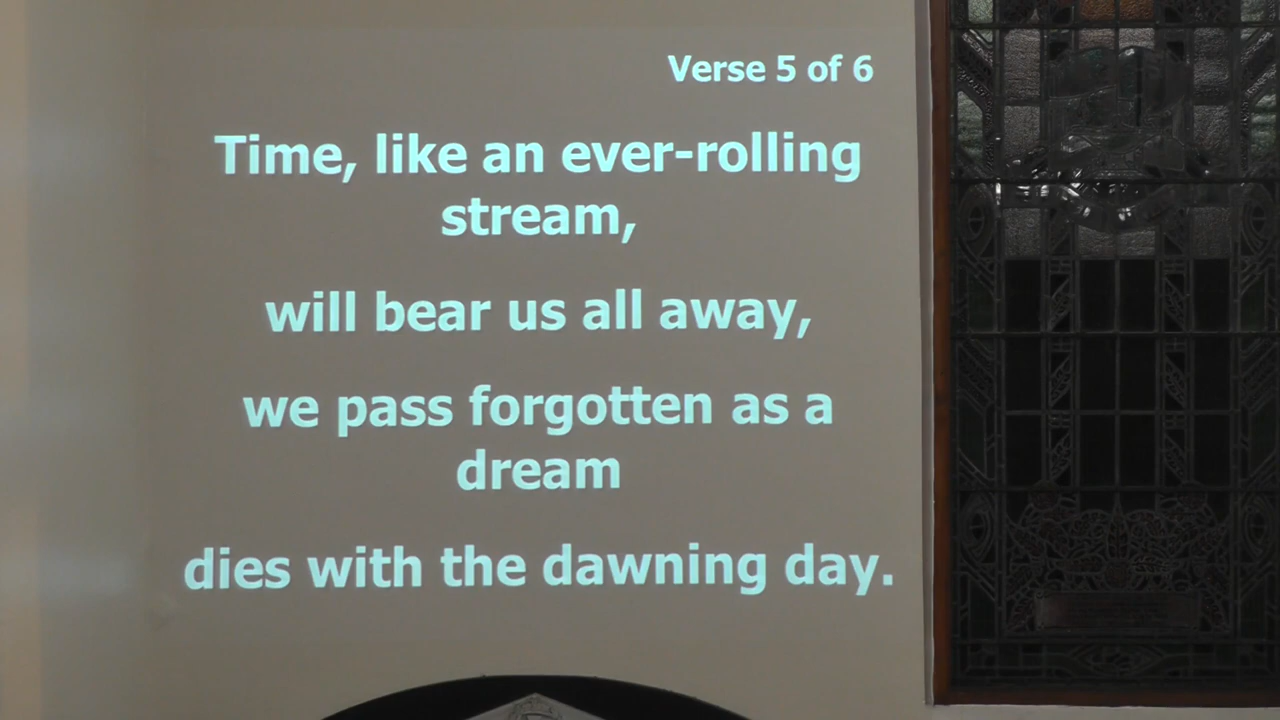 Verse 5 of 6
Time, like an ever-rolling
stream,
will bear us all away,
we pass forgotten as a
dream
dies with the dawning day.